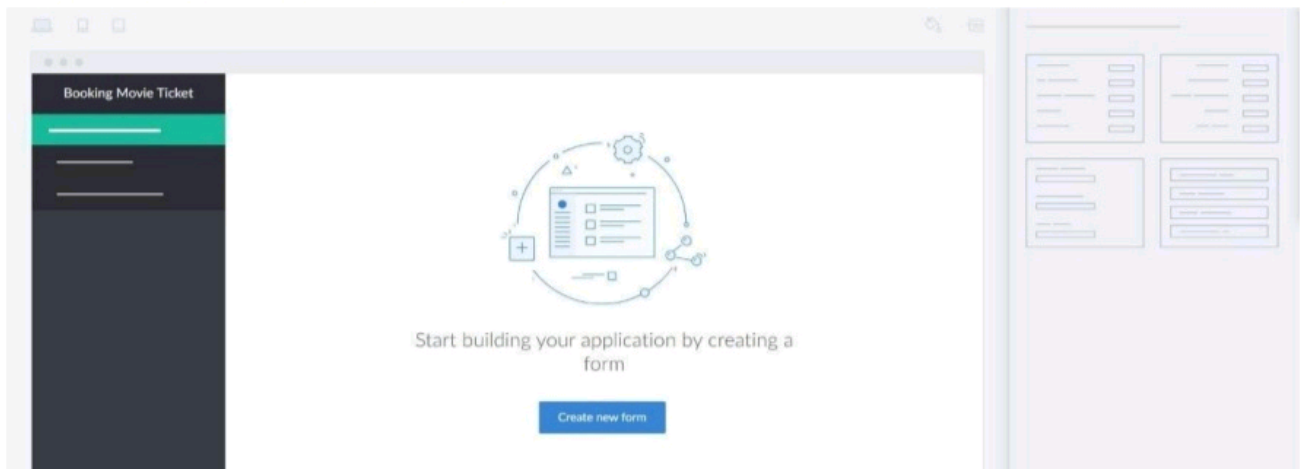 Booking Movie Ticket
Start building your application by creating a
form
Create new form